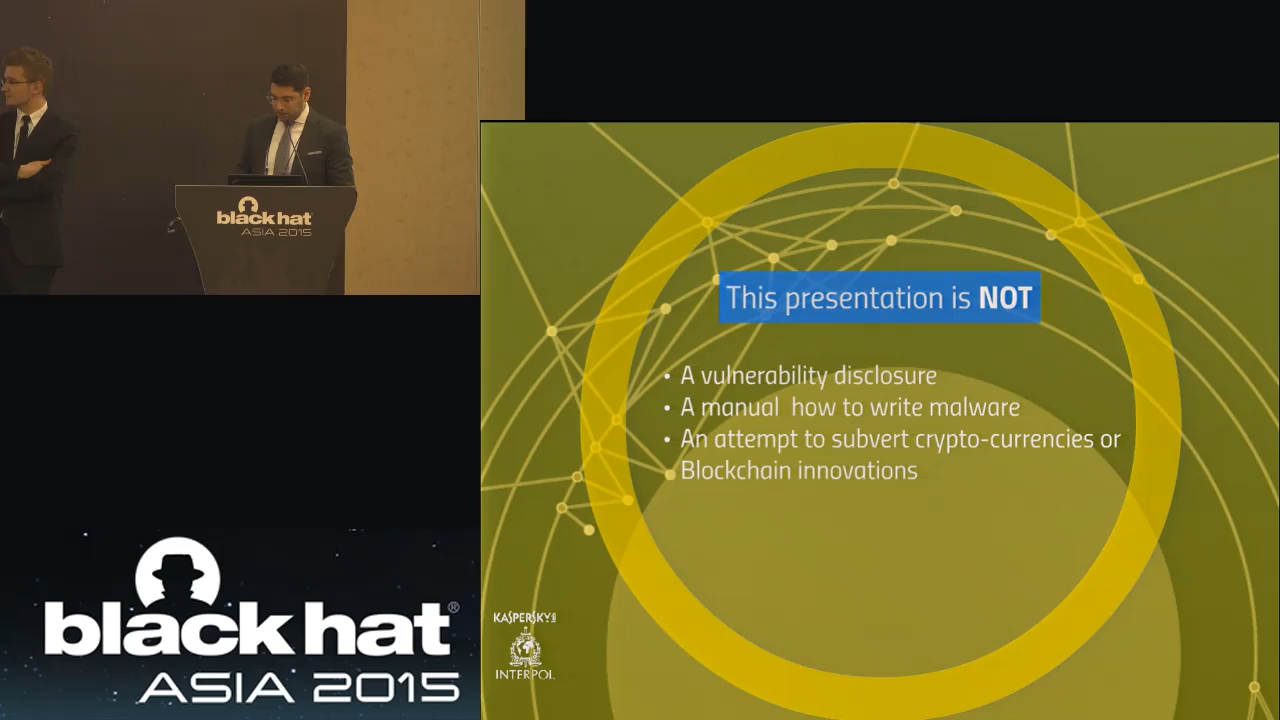 black hat
ASIA 2015
This presentation is NOT
• A vulnerability disclosure
• A manual how to write malware
• An attempt to subvert crypto-currencies or
Blockchain innovations
KASPERSKY
INTERPOL
black hat®
ASIA 2015